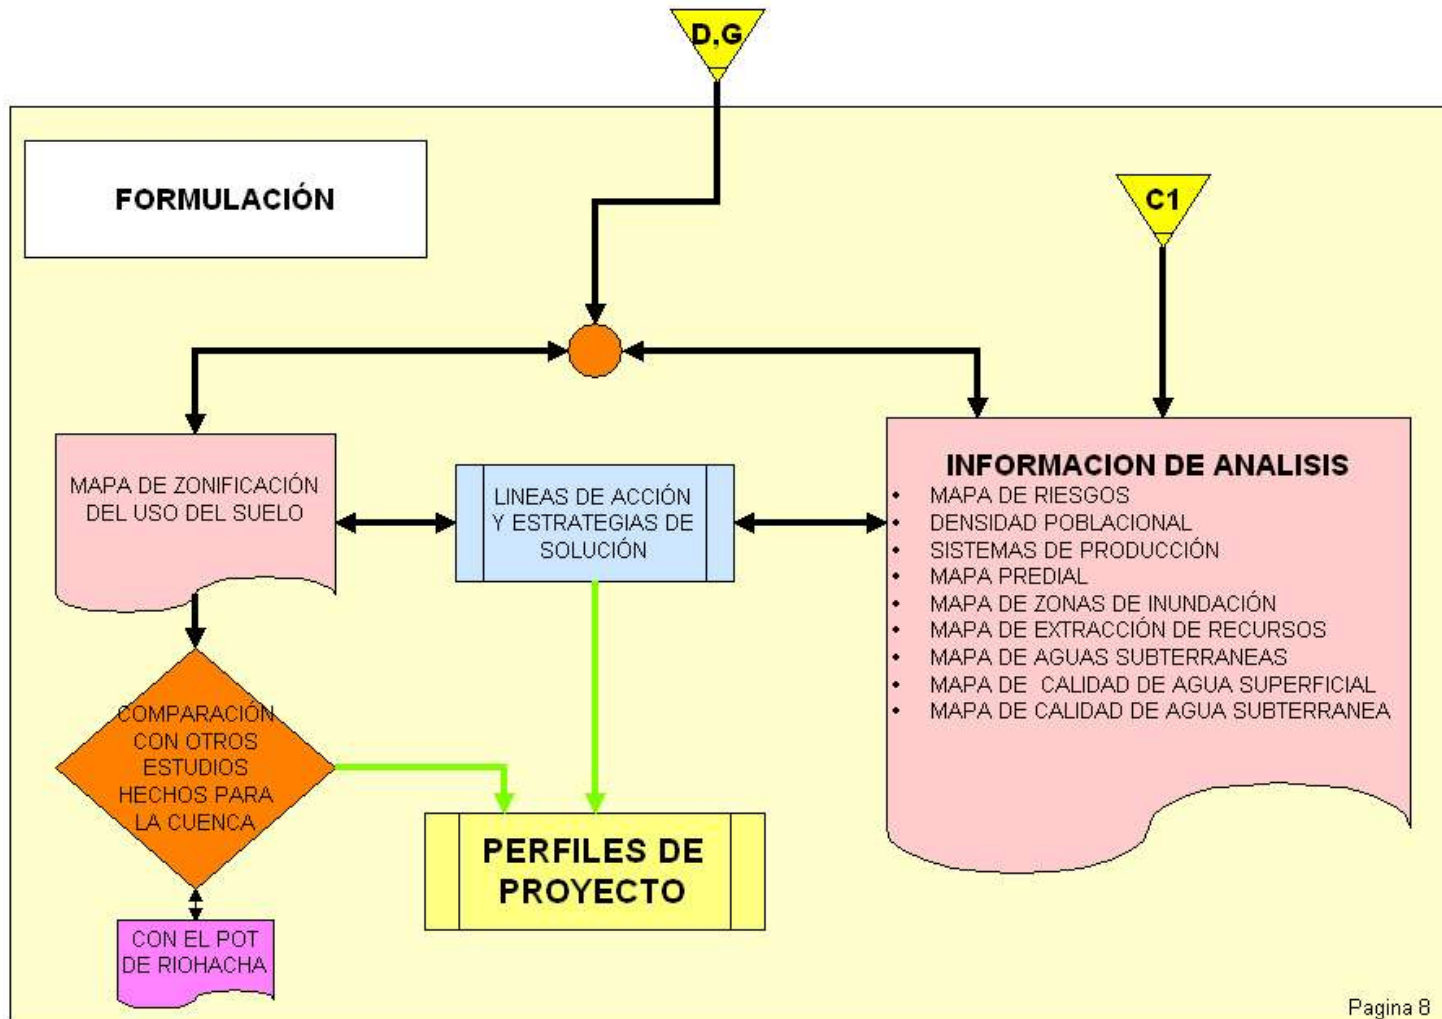 D,G
FORMULACIÓN
C1
MAPA DE ZONIFICACIÓN
DEL USO DEL SUELO
LINEAS DE ACCIÓN
Y ESTRATEGIAS DE
SOLUCIÓN
INFORMACION DE ANALISIS
• MAPA DE RIESGOS
• DENSIDAD POBLACIONAL
• SISTEMAS DE PRODUCCIÓN
• MAPA PREDIAL
• MAPA DE ZONAS DE INUNDACIÓN
• MAPA DE EXTRACCIÓN DE RECURSOS
• MAPA DE AGUAS SUBTERRANEAS
• MAPA DE  CALIDAD DE AGUA SUPERFICIAL
• MAPA DE CALIDAD DE AGUA SUBTERRANEA
COMPARACIÓN
CON OTROS
ESTUDIOS
HECHOS PARA
LA CUENCA
PERFILES DE
PROYECTO
CON EL POT
DE RIOHACHA
Pagina 8